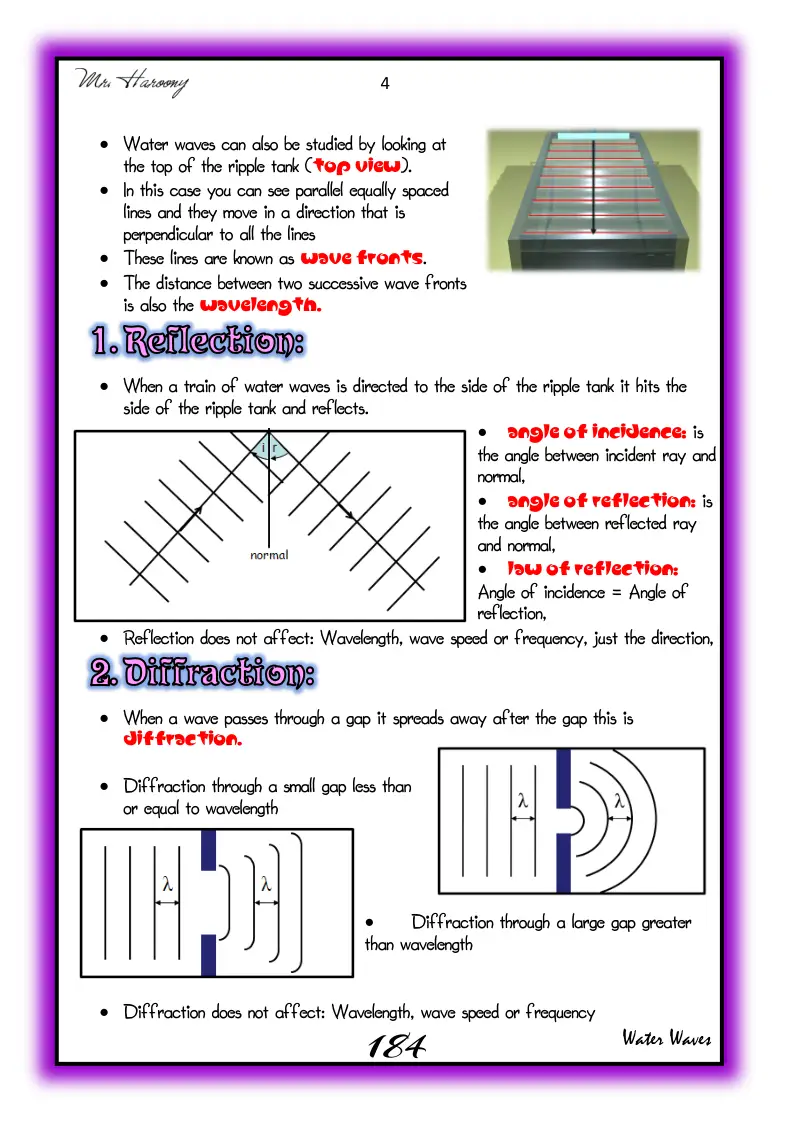 Mr. Haroony
4
• Water waves can also be studied by looking at
the top of the ripple tank (top view).
• In this case you can see parallel equally spaced
lines and they move in a direction that is
perpendicular to all the lines
• These lines are known as wave fronts.
• The distance between two successive wave fronts
is also the wavelength.
1. Reflection:
• When a train of water waves is directed to the side of the ripple tank it hits the
side of the ripple tank and reflects.
i r
normal
• angle of incidence: is
the angle between incident ray and
normal,
• angle of reflection: is
the angle between reflected ray
and normal,
• law of reflection:
Angle of incidence = Angle of
reflection,
• Reflection does not affect: Wavelength, wave speed or frequency, just the direction,
2. Diffraction:
• When a wave passes through a gap it spreads away after the gap this is
diffraction.
• Diffraction through a small gap less than
or equal to wavelength
λ λ
λ λ
• Diffraction through a large gap greater
than wavelength
• Diffraction does not affect: Wavelength, wave speed or frequency
184
Water Waves